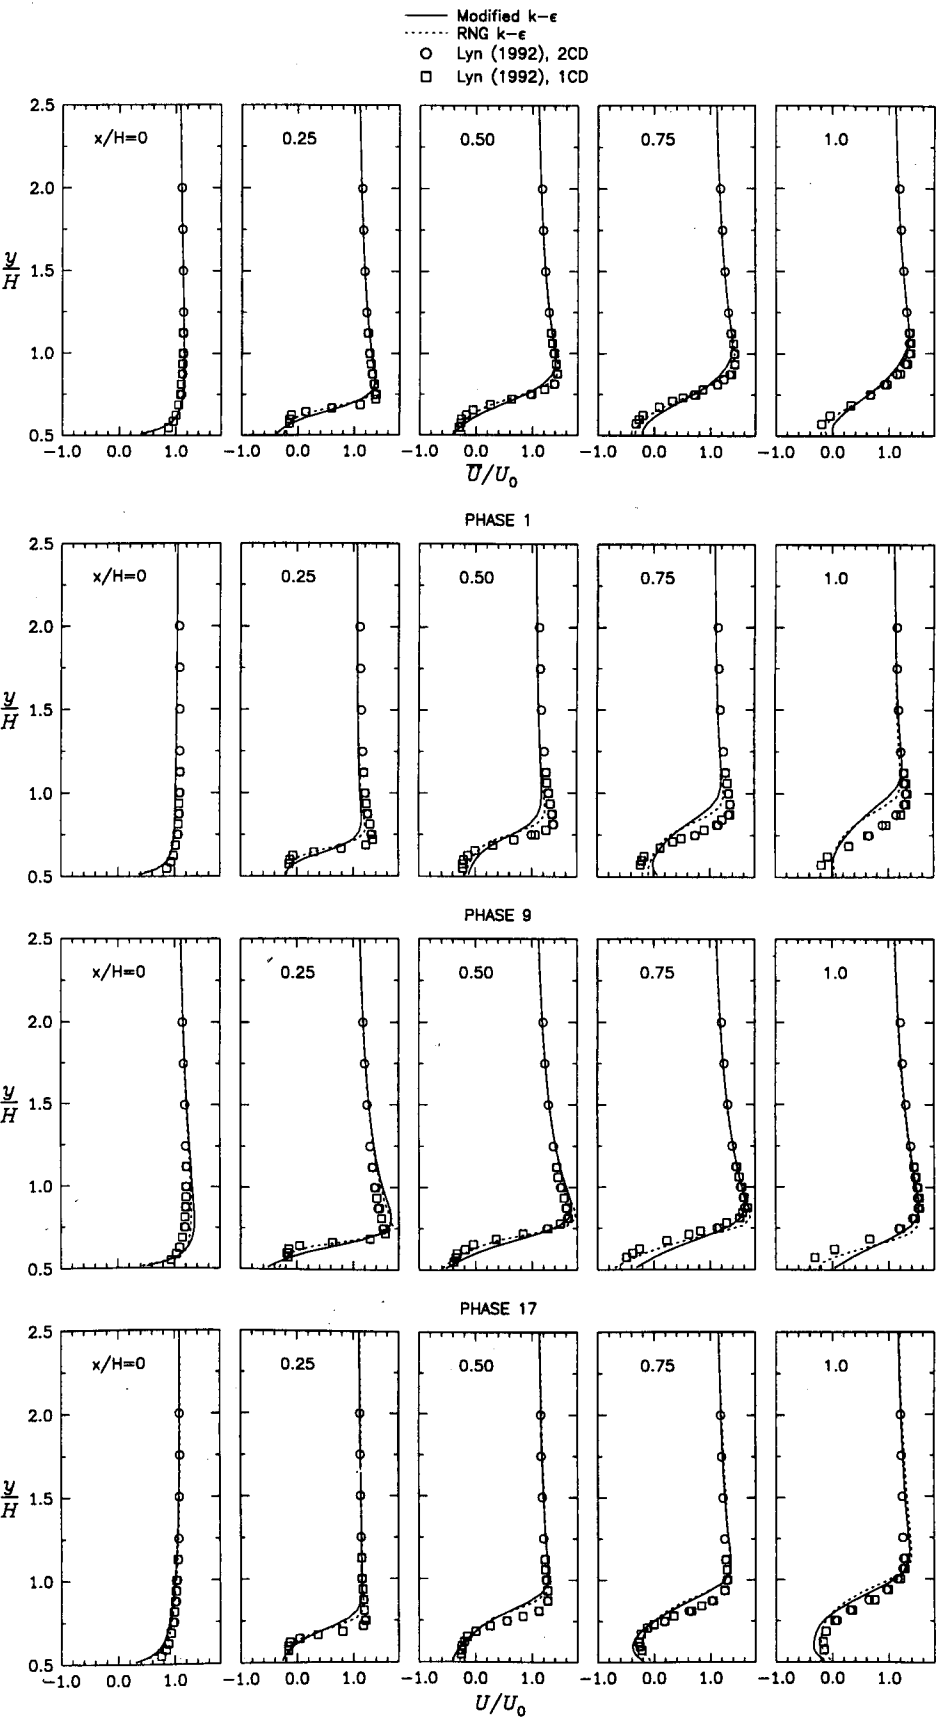 Modified k-ε
RNG k-ε
Lyn (1992), 2CD
Lyn (1992), 1CD
2.5
x/H=0 0.25 0.50 0.75 1.0
2.0
y/H
1.5
1.0
0.5
-1.0 0.0 1.0 -1.0 0.0 1.0 -1.0 0.0 1.0 -1.0 0.0 1.0 -1.0 0.0 1.0
U̅/U₀
PHASE 1
2.5
x/H=0 0.25 0.50 0.75 1.0
2.0
y/H
1.5
1.0
0.5
PHASE 9
2.5
x/H=0 0.25 0.50 0.75 1.0
2.0
y/H
1.5
1.0
0.5
PHASE 17
2.5
x/H=0 0.25 0.50 0.75 1.0
2.0
y/H
1.5
1.0
0.5
-1.0 0.0 1.0 -1.0 0.0 1.0 -1.0 0.0 1.0 -1.0 0.0 1.0 -1.0 0.0 1.0
U/U₀